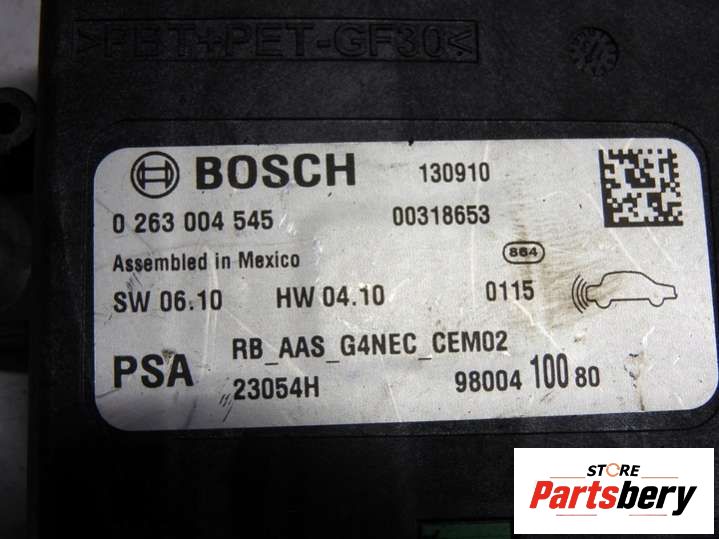 >PBT+PET-GF30<
BOSCH 130910
0 263 004 545 00318653
Assembled in Mexico 864
SW 06.10 HW 04.10 0115
PSA RB_AAS_G4NEC_CEM02
23054H 98004 100 80
STORE
Partsbery